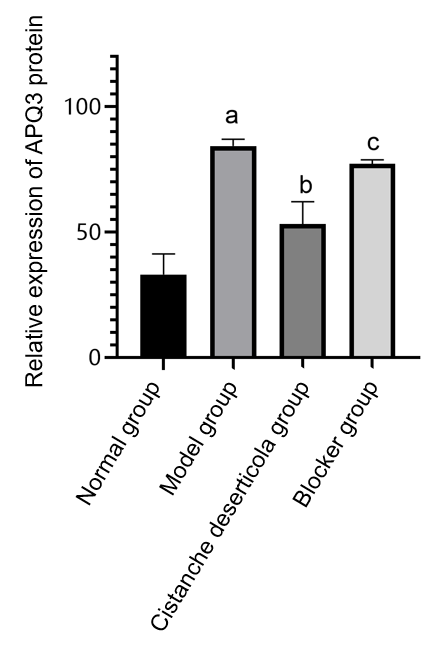 Relative expression of APQ3 protein
100
50
0
a
b
c
Normal group
Model group
Cistanche deserticola group
Blocker group